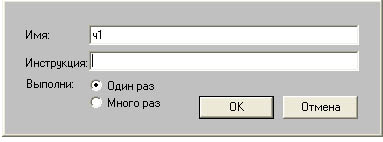 Имя: ч1
Инструкция:
Выполни: Один раз
Много раз
OK Отмена